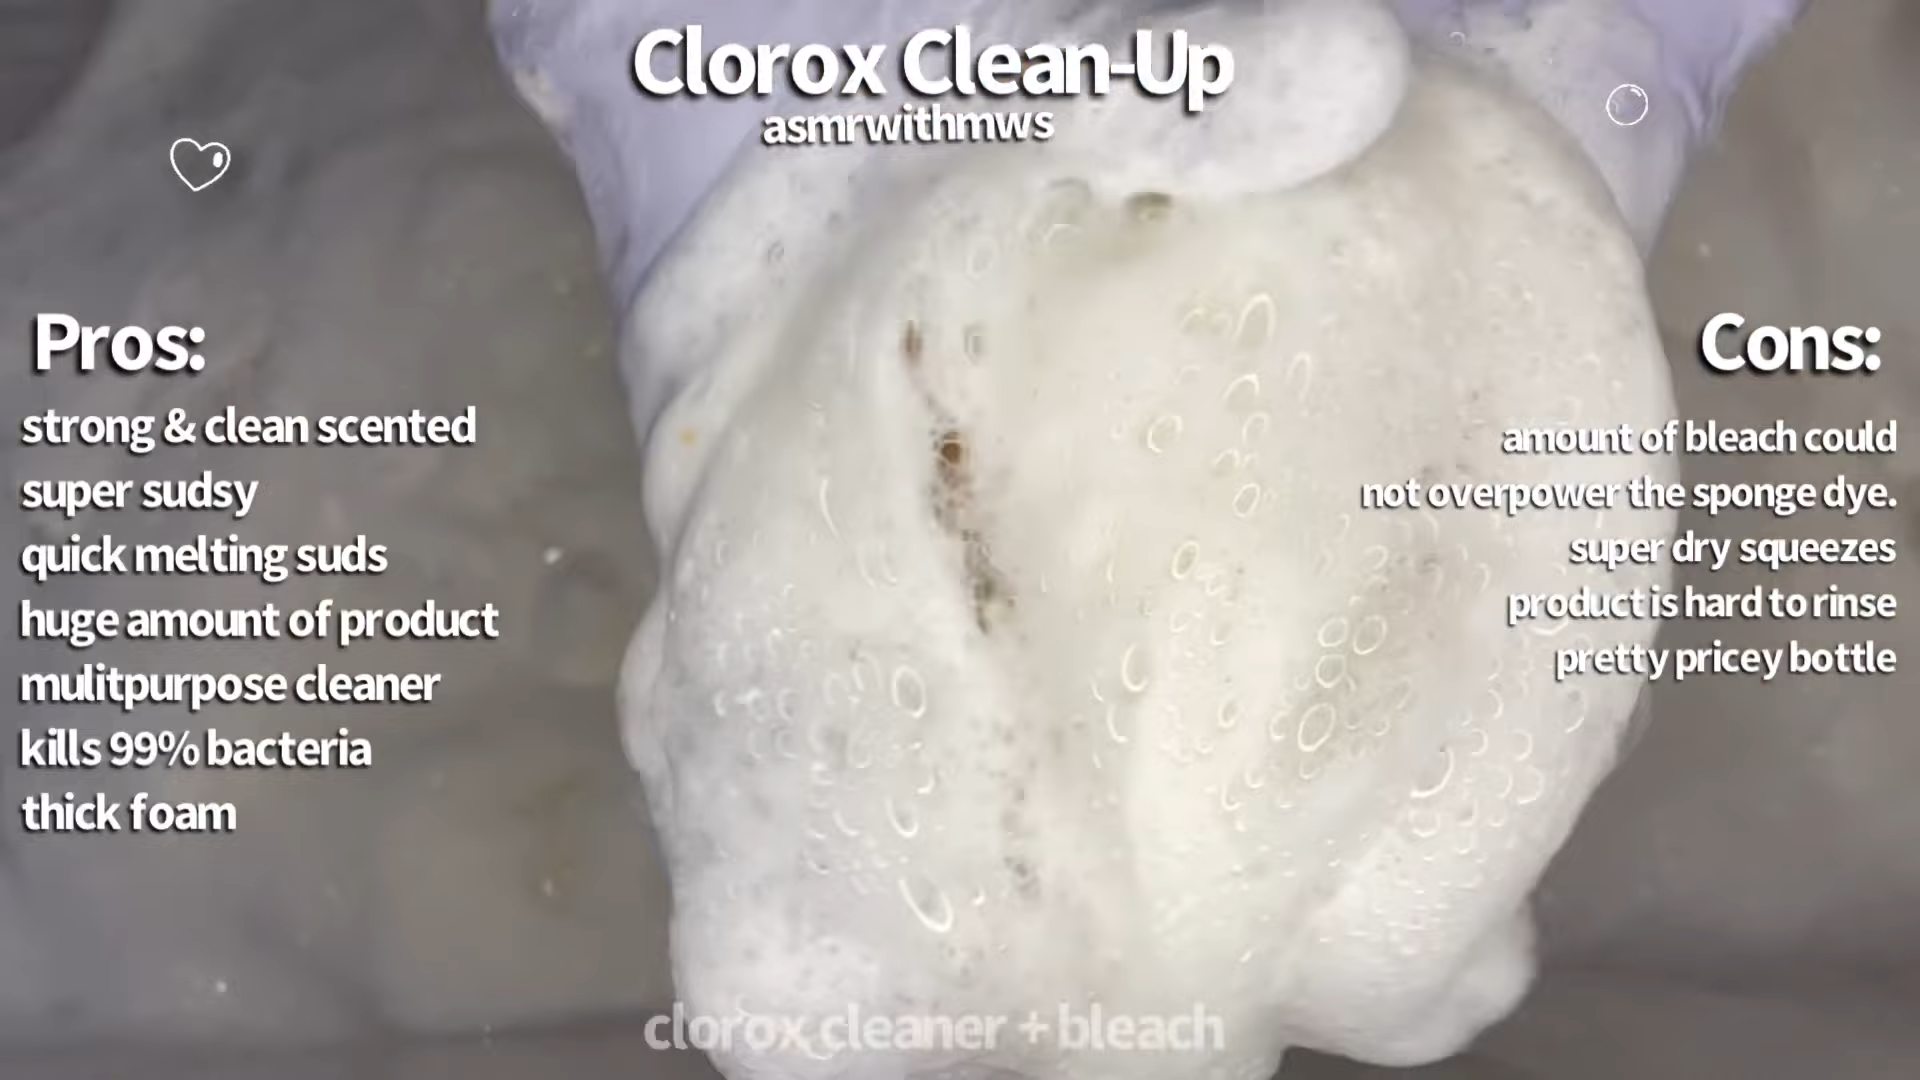 Clorox Clean-Up
asmrwithmws
Pros:
strong & clean scented
super sudsy
quick melting suds
huge amount of product
mulitpurpose cleaner
kills 99% bacteria
thick foam
Cons:
amount of bleach could
not overpower the sponge dye.
super dry squeezes
product is hard to rinse
pretty pricey bottle
clorox cleaner + bleach